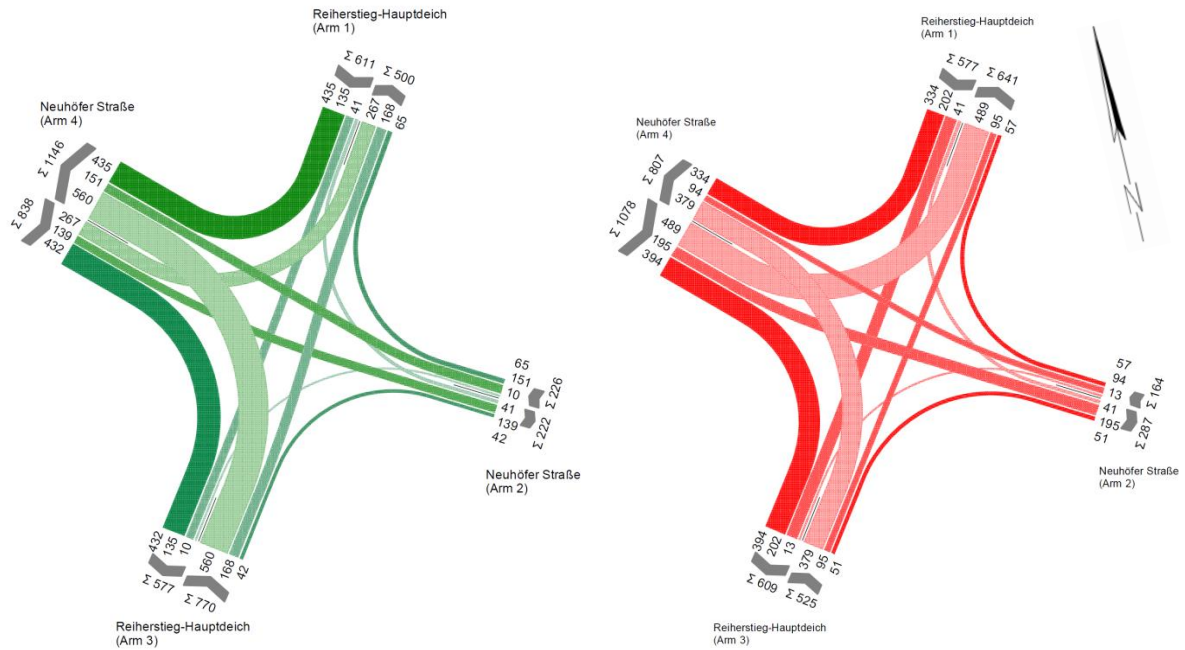 Reiherstieg-Hauptdeich
(Arm 1)
Σ 611
Σ 500
435
135
41
267
168
65
Neuhöfer Straße
(Arm 4)
Σ 1146
Σ 838
435
151
560
267
139
432
65
151
10
41
139
42
Σ 226
Σ 222
Neuhöfer Straße
(Arm 2)
432
135
10
560
168
42
Σ 577
Σ 770
Reiherstieg-Hauptdeich
(Arm 3)
Reiherstieg-Hauptdeich
(Arm 1)
Σ 577
Σ 641
334
202
41
489
95
57
Neuhöfer Straße
(Arm 4)
Σ 807
Σ 1078
334
94
379
489
195
394
57
94
13
41
195
51
Σ 164
Σ 287
Neuhöfer Straße
(Arm 2)
394
202
13
379
95
51
Σ 609
Σ 525
Reiherstieg-Hauptdeich
(Arm 3)
N